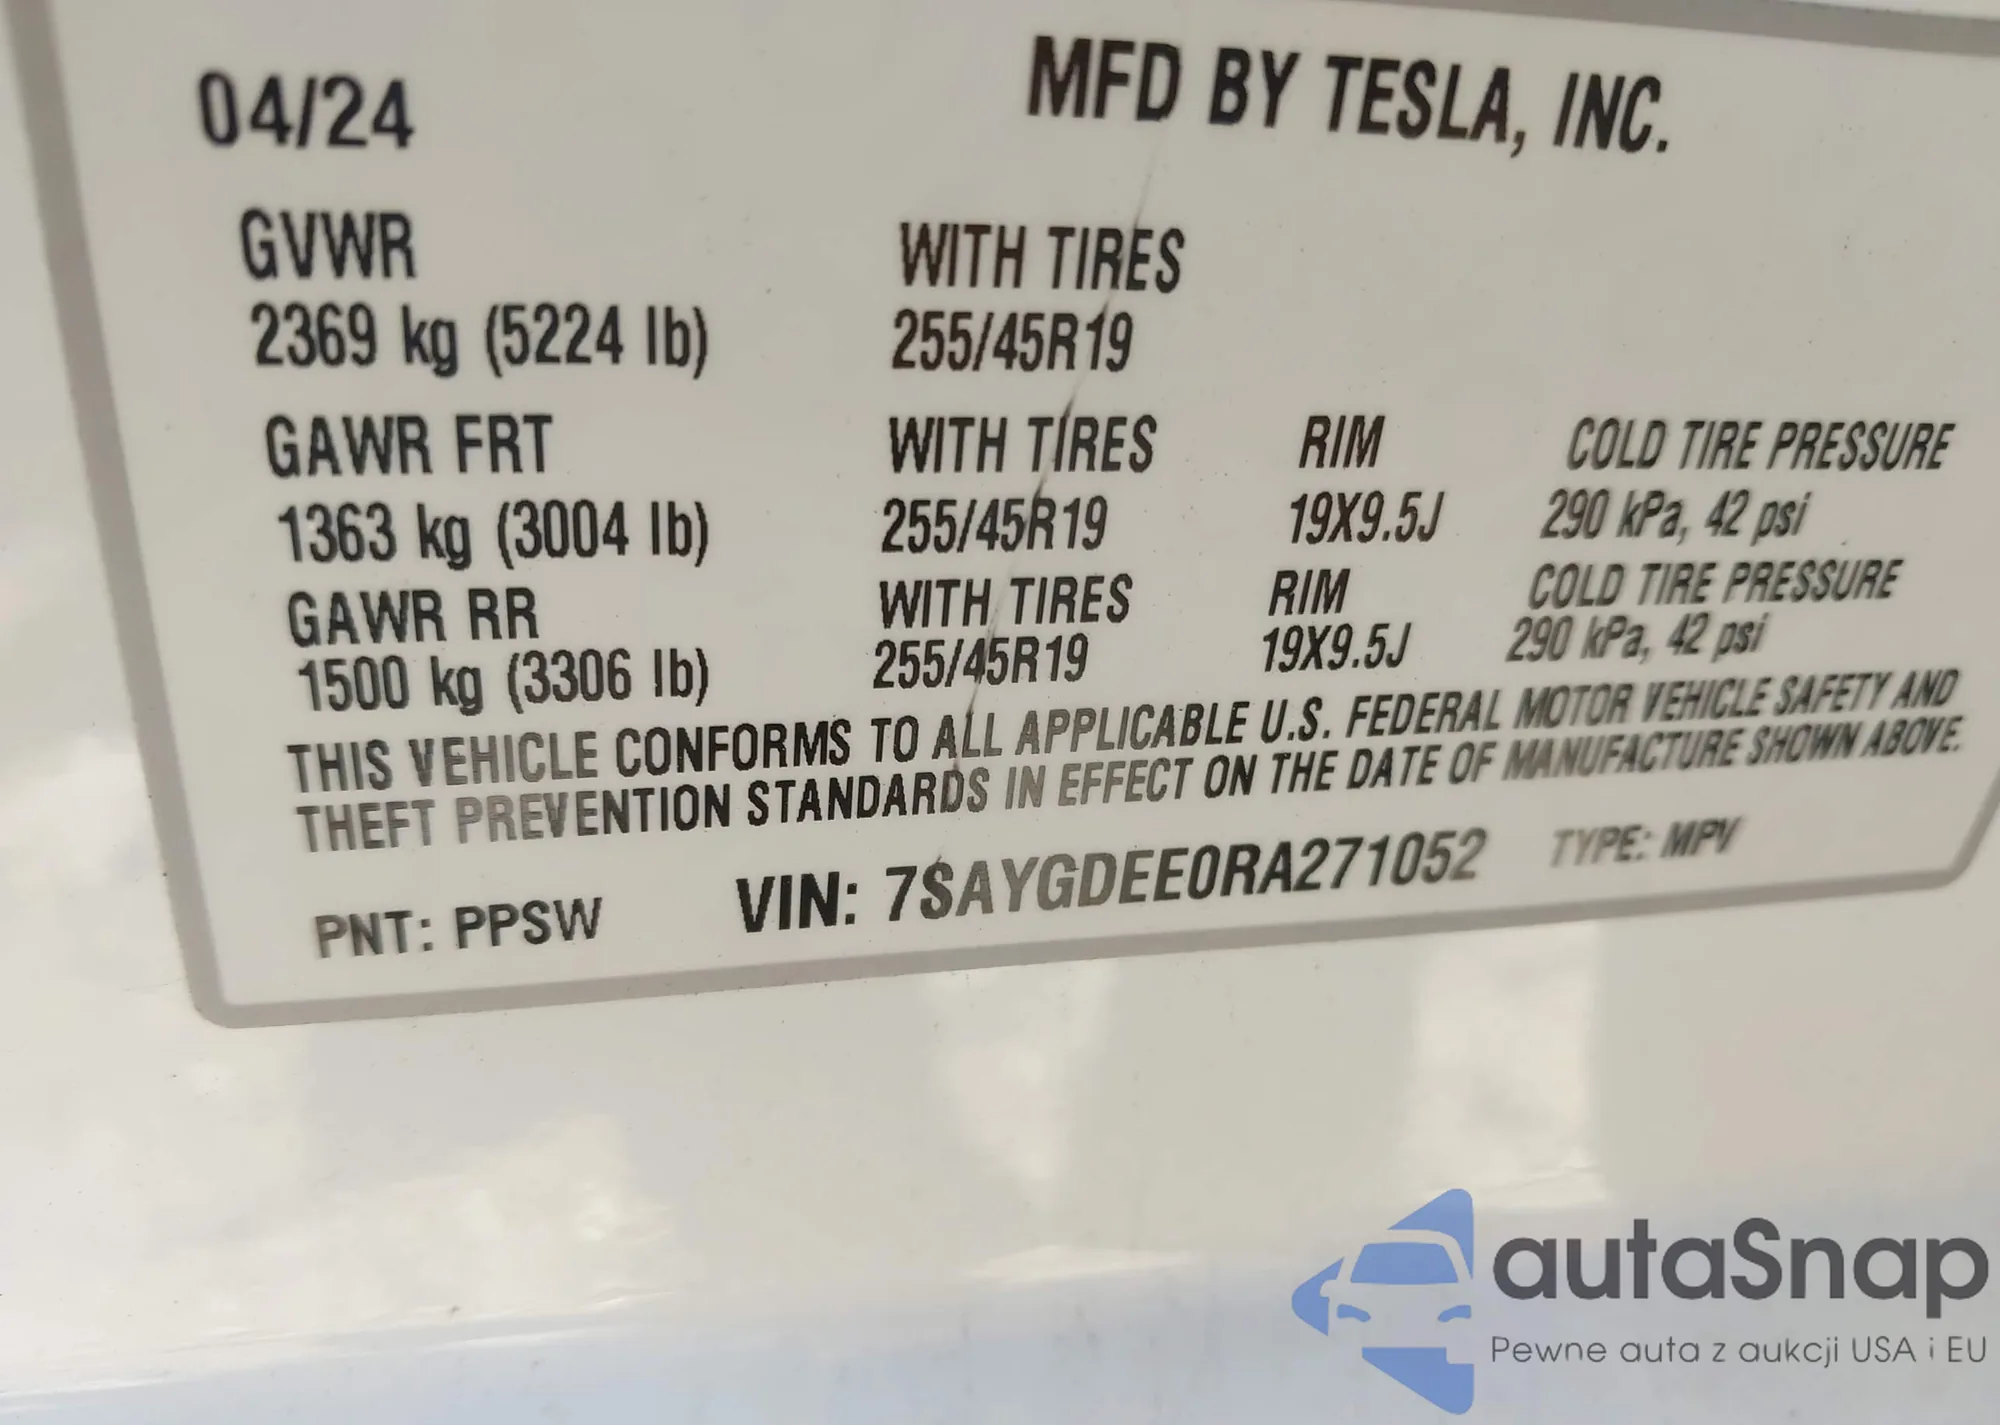 04/24 MFD BY TESLA, INC.
GVWR WITH TIRES
2369 kg (5224 lb) 255/45R19
GAWR FRT WITH TIRES RIM COLD TIRE PRESSURE
1363 kg (3004 lb) 255/45R19 19X9.5J 290 kPa, 42 psi
GAWR RR WITH TIRES RIM COLD TIRE PRESSURE
1500 kg (3306 lb) 255/45R19 19X9.5J 290 kPa, 42 psi
THIS VEHICLE CONFORMS TO ALL APPLICABLE U.S. FEDERAL MOTOR VEHICLE SAFETY AND
THEFT PREVENTION STANDARDS IN EFFECT ON THE DATE OF MANUFACTURE SHOWN ABOVE.
PNT: PPSW VIN: 7SAYGDEE0RA271052 TYPE: MPV
autaSnap
Pewne auta z aukcji USA i EU